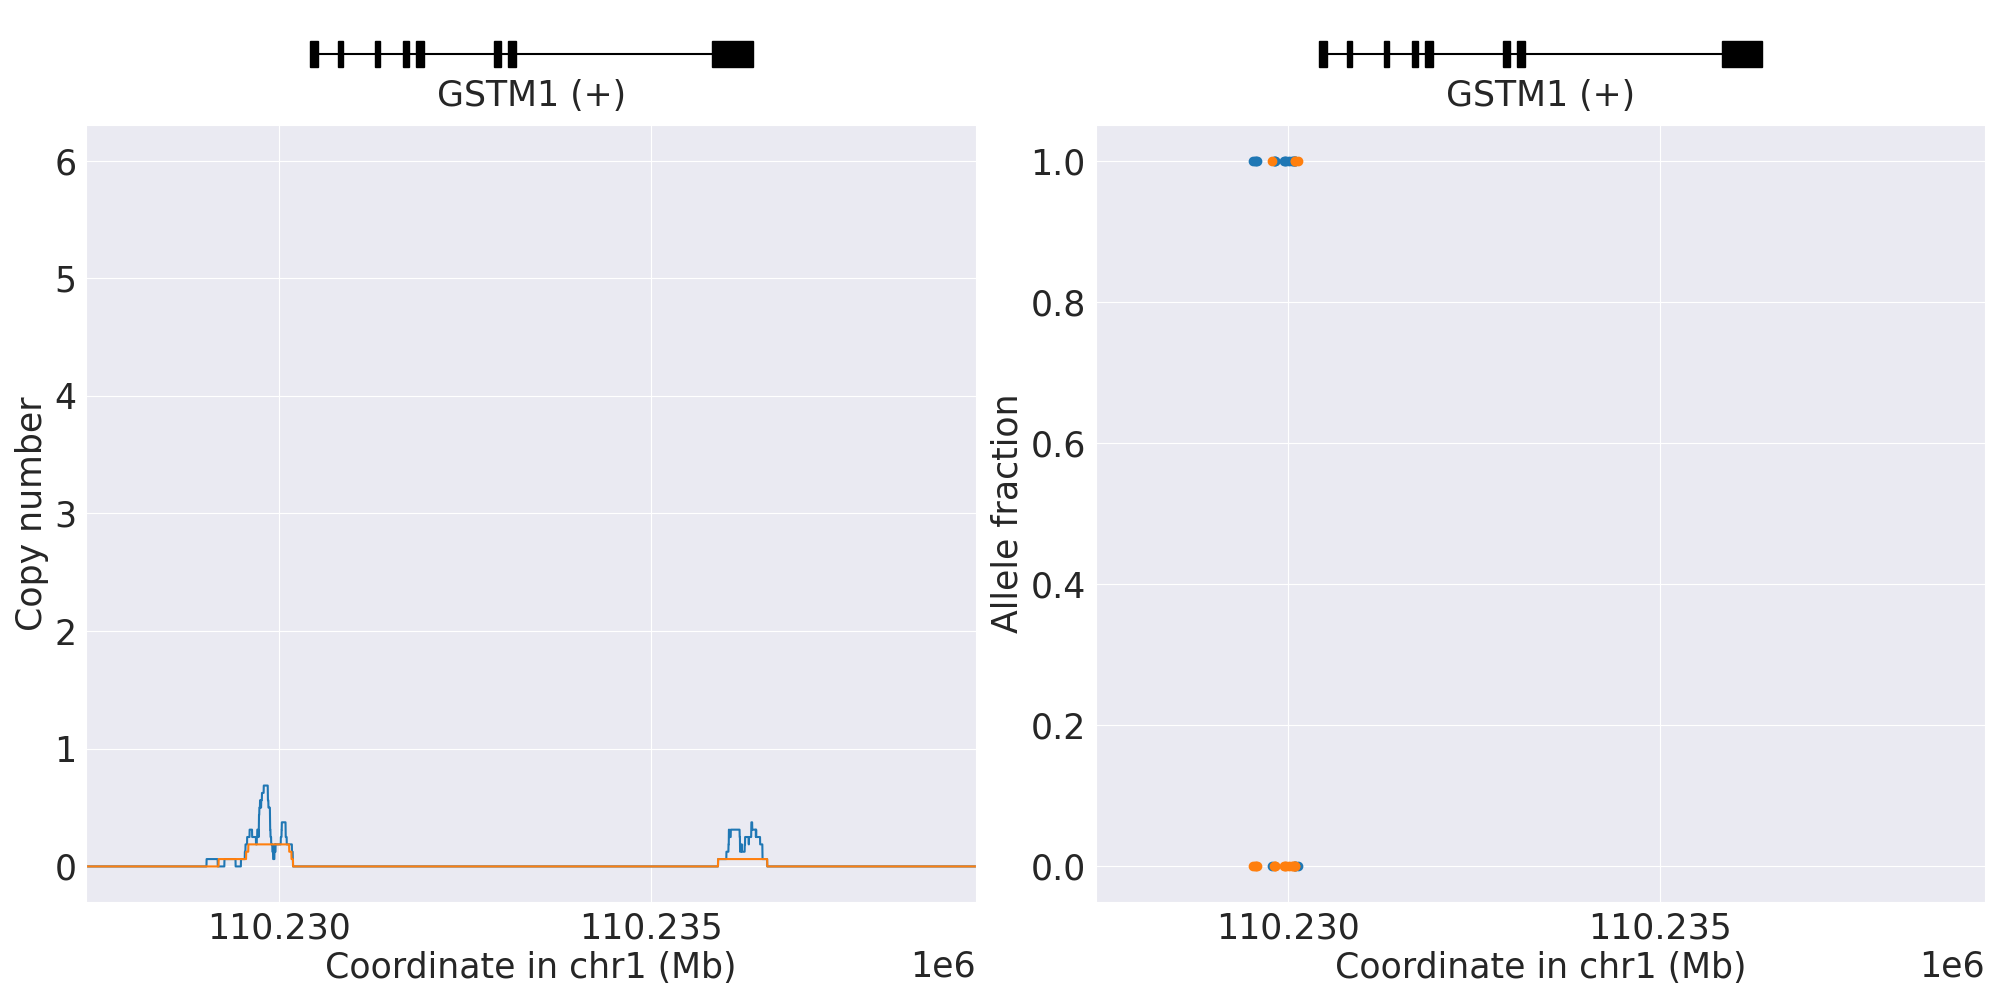 GSTM1 (+)
6
5
4
3
2
1
0
Copy number
110.230
110.235
Coordinate in chr1 (Mb)
1e6
GSTM1 (+)
1.0
0.8
0.6
0.4
0.2
0.0
Allele fraction
110.230
110.235
Coordinate in chr1 (Mb)
1e6